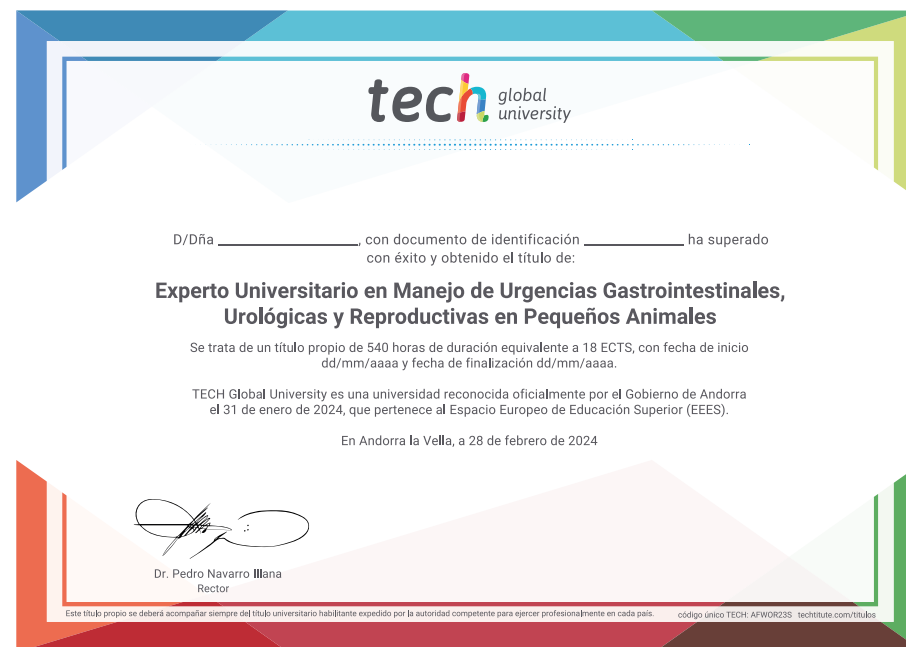 tech global university
D/Dña ____________________, con documento de identificación ______________ ha superado
con éxito y obtenido el título de:
Experto Universitario en Manejo de Urgencias Gastrointestinales,
Urológicas y Reproductivas en Pequeños Animales
Se trata de un título propio de 540 horas de duración equivalente a 18 ECTS, con fecha de inicio
dd/mm/aaaa y fecha de finalización dd/mm/aaaa.
TECH Global University es una universidad reconocida oficialmente por el Gobierno de Andorra
el 31 de enero de 2024, que pertenece al Espacio Europeo de Educación Superior (EEES).
En Andorra la Vella, a 28 de febrero de 2024
Dr. Pedro Navarro Illana
Rector
Este título propio se deberá acompañar siempre del título universitario habilitante expedido por la autoridad competente para ejercer profesionalmente en cada país.
código único TECH: AFWOR23S techtitute.com/titulos